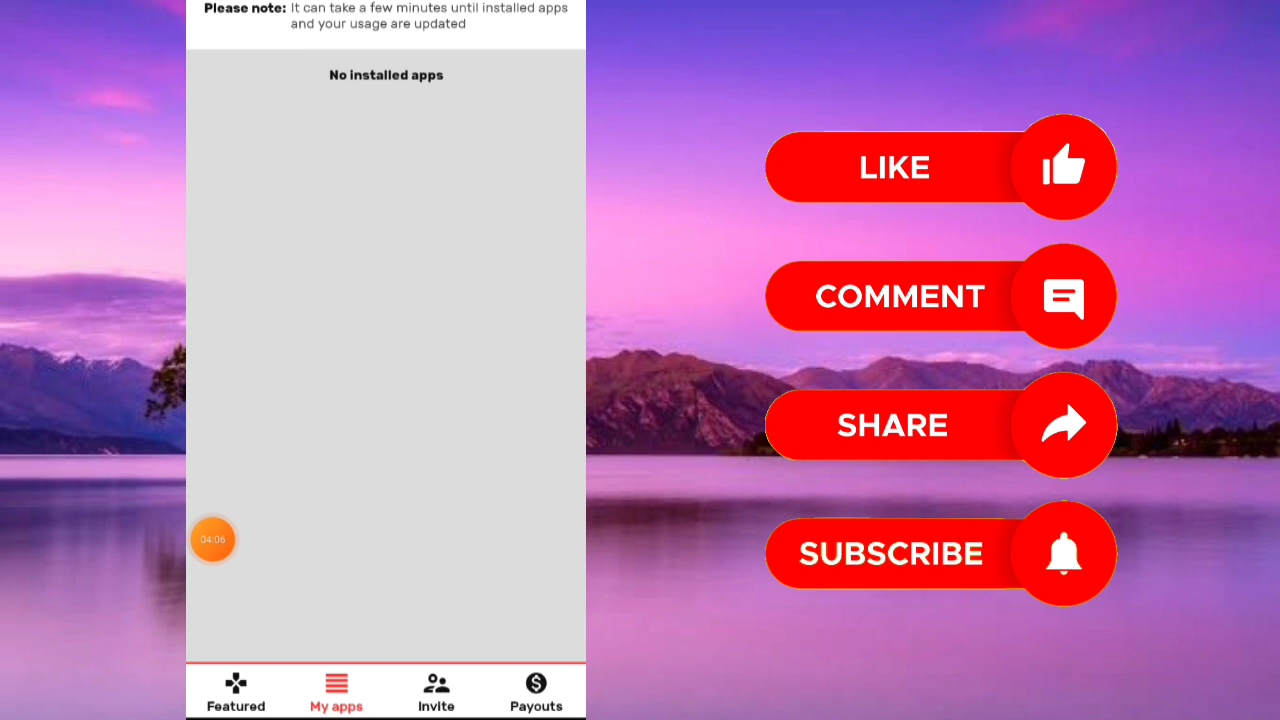 Please note: It can take a few minutes until installed apps
and your usage are updated
No installed apps
04:06
Featured
My apps
Invite
Payouts
LIKE
COMMENT
SHARE
SUBSCRIBE